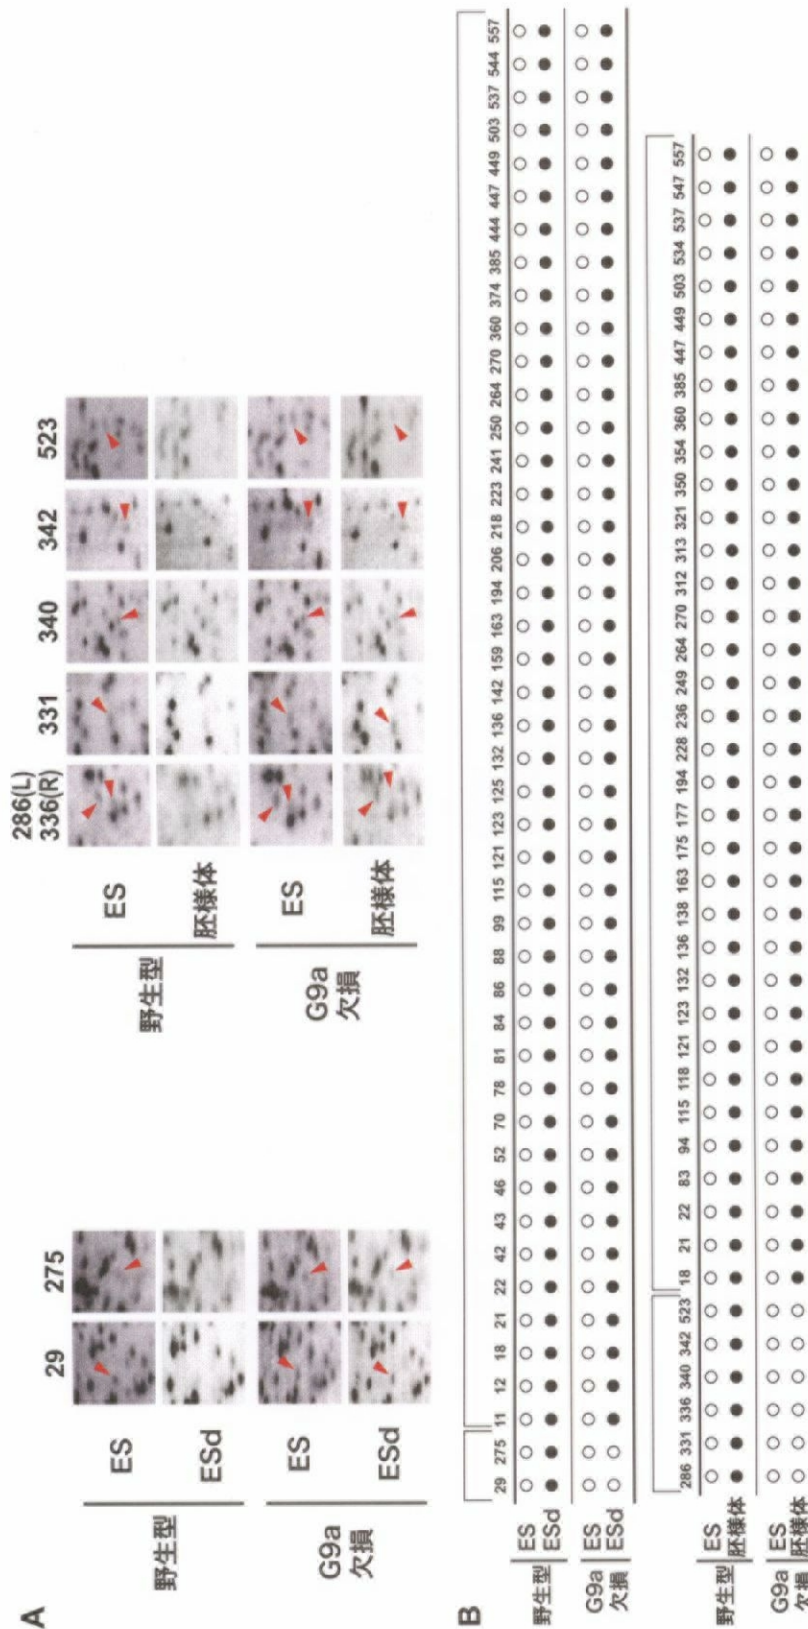 A
29 275
野生型
ES
ESd
G9a
欠損
ES
ESd
286(L)
336(R)
331 340 342 523
野生型
ES
胚様体
G9a
欠損
ES
胚様体
B
29 275 11 12 18 21 22 42 43 46 52 70 78 81 84 86 88 99 115 121 123 125 132 136 142 159 163 194 206 218 223 241 250 264 270 360 374 385 444 447 449 503 537 544 557
野生型
ES
ESd
G9a
欠損
ES
ESd
286 331 336 340 342 523 18 21 22 83 94 115 118 121 123 132 136 138 163 175 177 194 228 236 249 264 270 312 313 321 350 354 360 385 447 449 503 534 537 547 557
野生型
ES
胚様体
G9a
欠損
ES
胚様体